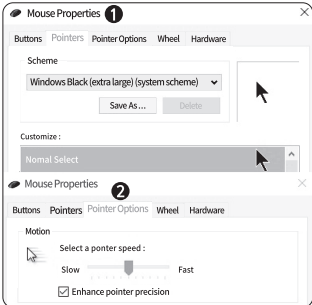 Mouse Properties 1
Buttons Pointers Pointer Options Wheel Hardware
Scheme
Windows Black (extra large) (system scheme)
Save As ... Delete
Customize :
Nomal Select
Mouse Properties 2
Buttons Pointers Pointer Options Wheel Hardware
Motion
Select a ponter speed :
Slow Fast
Enhance pointer precision